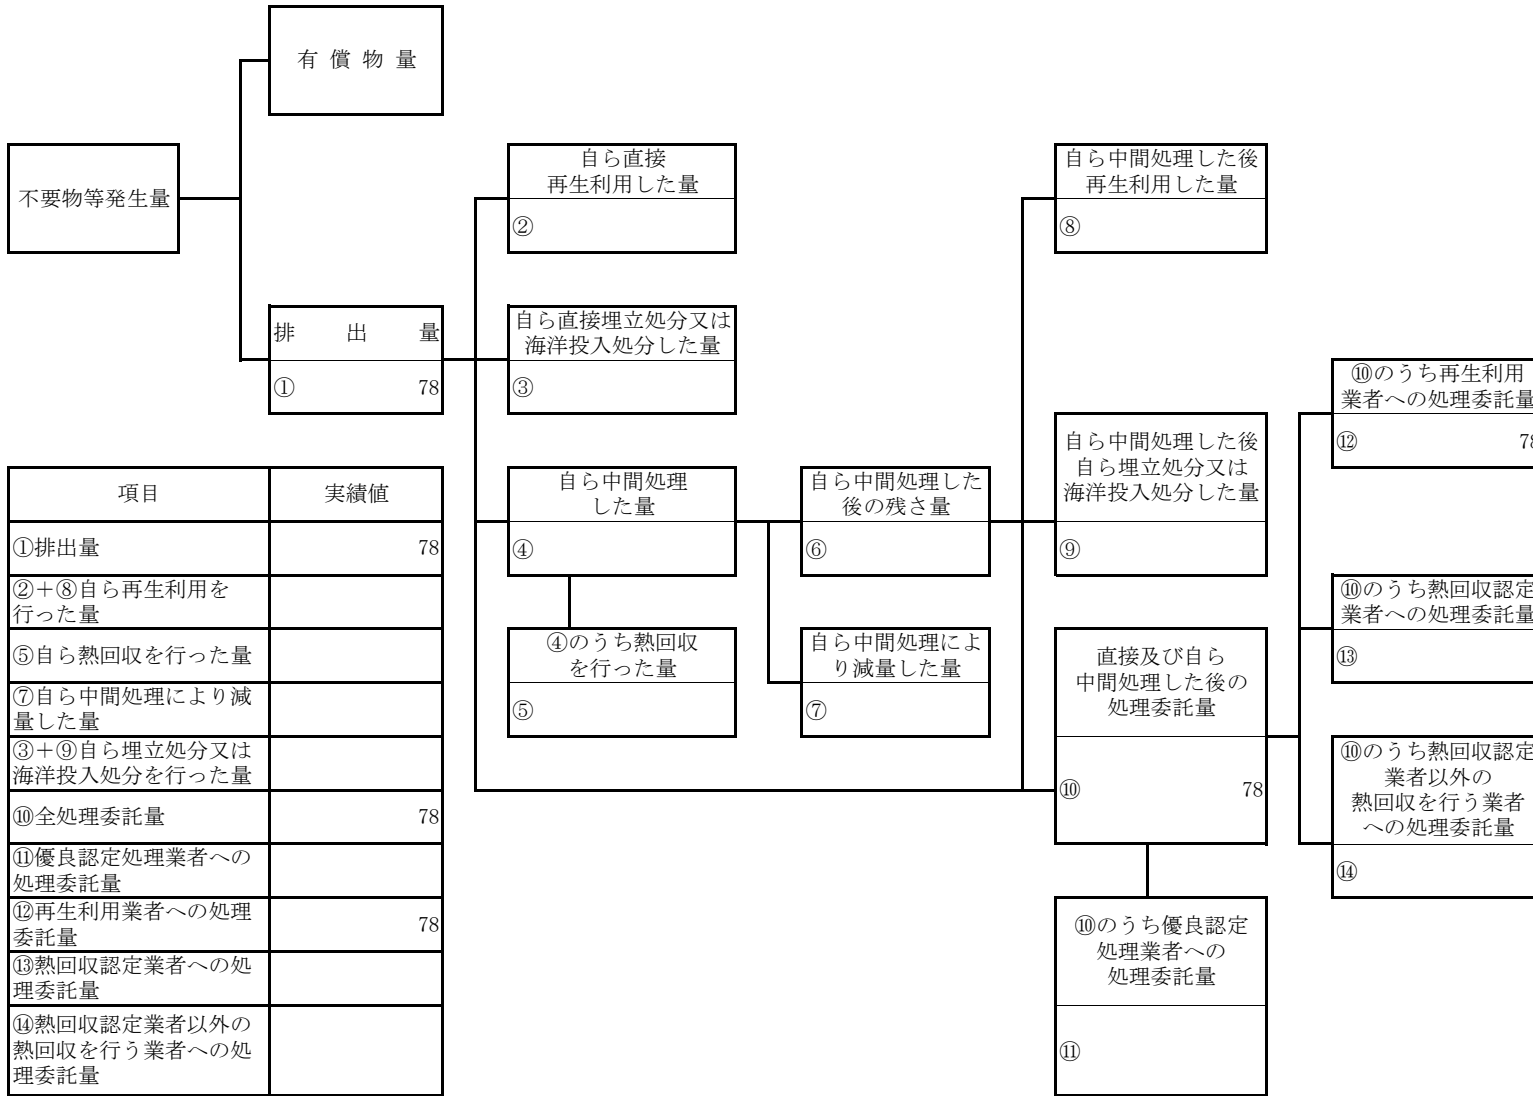 有償物量
不要物等発生量
排出量
① 78
自ら直接
再生利用した量
②
自ら直接埋立処分又は
海洋投入処分した量
③
自ら中間処理
した量
④
④のうち熱回収
を行った量
⑤
自ら中間処理した
後の残さ量
⑥
自ら中間処理によ
り減量した量
⑦
自ら中間処理した後
再生利用した量
⑧
自ら中間処理した後
自ら埋立処分又は
海洋投入処分した量
⑨
直接及び自ら
中間処理した後の
処理委託量
⑩ 78
⑩のうち優良認定
処理業者への
処理委託量
⑪
⑩のうち再生利用
業者への処理委託量
⑫ 78
⑩のうち熱回収認定
業者への処理委託量
⑬
⑩のうち熱回収認定
業者以外の
熱回収を行う業者
への処理委託量
⑭
項目 実績値
①排出量 78
②+⑧自ら再生利用を
行った量
⑤自ら熱回収を行った量
⑦自ら中間処理により減
量した量
③+⑨自ら埋立処分又は
海洋投入処分を行った量
⑩全処理委託量 78
⑪優良認定処理業者への
処理委託量
⑫再生利用業者への処理
委託量 78
⑬熱回収認定業者への処
理委託量
⑭熱回収認定業者以外の
熱回収を行う業者への処
理委託量